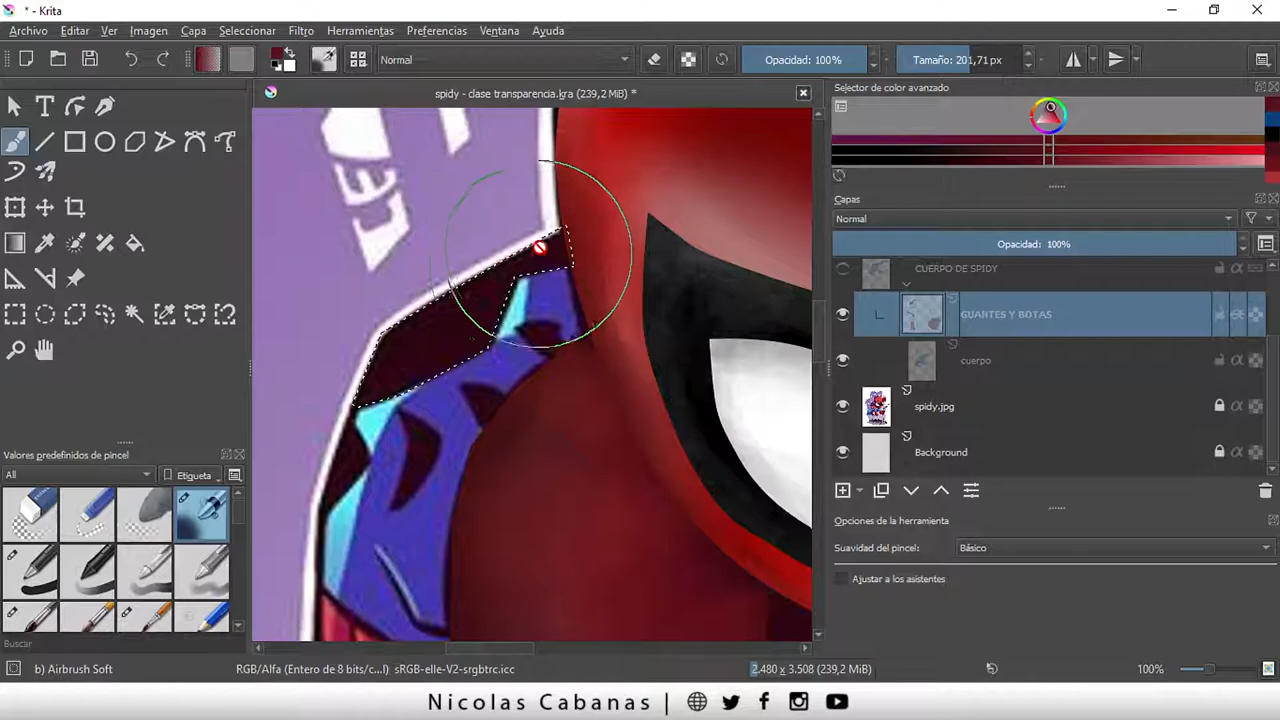 * - Krita
Archivo Editar Ver Imagen Capa Seleccionar Filtro Herramientas Preferencias Ventana Ayuda
Normal Opacidad: 100% Tamaño: 201,71 px
spidy - clase transparencia.kra (239,2 MiB) *
Selector de color avanzado
Capas
Normal
Opacidad: 100%
CUERPO DE SPIDY
GUANTES Y BOTAS
cuerpo
spidy.jpg
Background
Opciones de la herramienta
Suavidad del pincel: Básico
Ajustar a los asistentes
Valores predefinidos de pincel
All Etiqueta
Buscar
b) Airbrush Soft RGB/Alfa (Entero de 8 bits/c...l) sRGB-elle-V2-srgbtrc.icc 2.480 x 3.508 (239,2 MiB) 100%
Nicolas Cabanas |